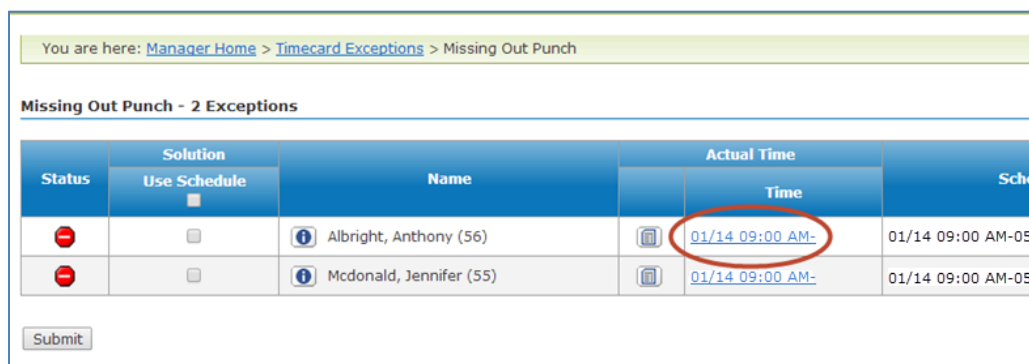 You are here: Manager Home > Timecard Exceptions > Missing Out Punch
Missing Out Punch - 2 Exceptions
Solution Actual Time
Status Use Schedule Name Time
Albright, Anthony (56) 01/14 09:00 AM- 01/14 09:00 AM-05
Mcdonald, Jennifer (55) 01/14 09:00 AM- 01/14 09:00 AM-05
Submit